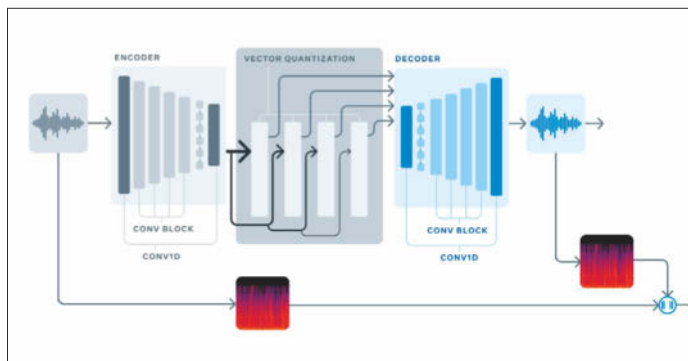 ENCODER
VECTOR QUANTIZATION
DECODER
CONV BLOCK
CONV1D
CONV BLOCK
CONV1D